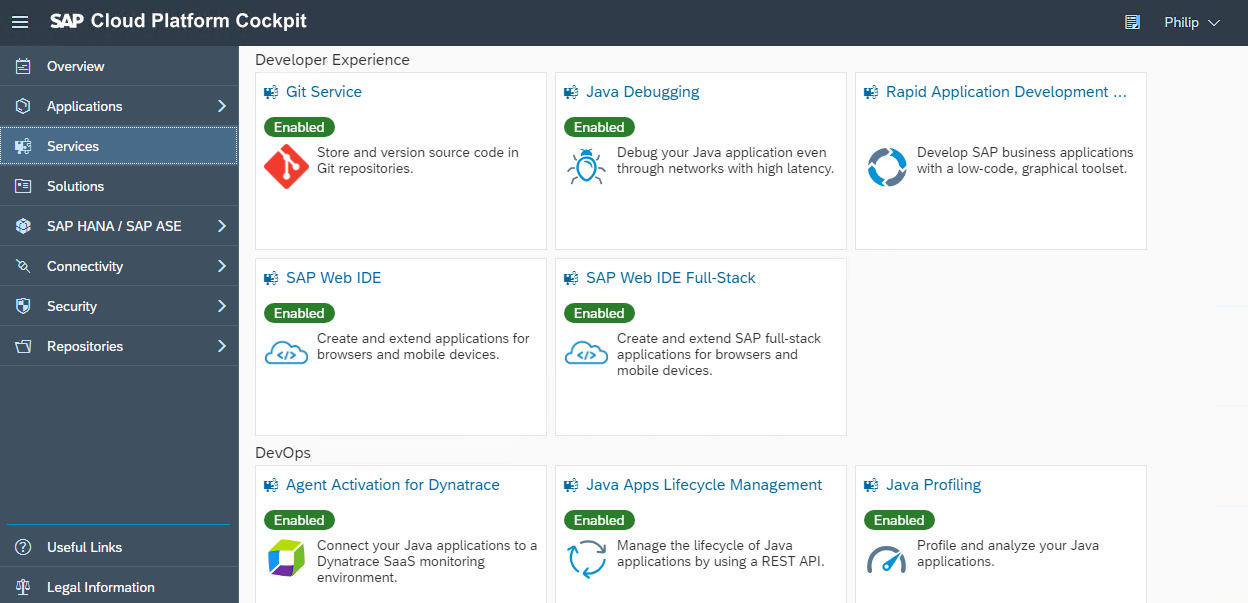 SAP Cloud Platform Cockpit
Philip
Overview
Applications
Services
Solutions
SAP HANA / SAP ASE
Connectivity
Security
Repositories
Useful Links
Legal Information
Developer Experience
Git Service
Enabled
Store and version source code in
Git repositories.
Java Debugging
Enabled
Debug your Java application even
through networks with high latency.
Rapid Application Development ...
Develop SAP business applications
with a low-code, graphical toolset.
SAP Web IDE
Enabled
Create and extend applications for
browsers and mobile devices.
SAP Web IDE Full-Stack
Enabled
Create and extend SAP full-stack
applications for browsers and
mobile devices.
DevOps
Agent Activation for Dynatrace
Enabled
Connect your Java applications to a
Dynatrace SaaS monitoring
environment.
Java Apps Lifecycle Management
Enabled
Manage the lifecycle of Java
applications by using a REST API.
Java Profiling
Enabled
Profile and analyze your Java
applications.